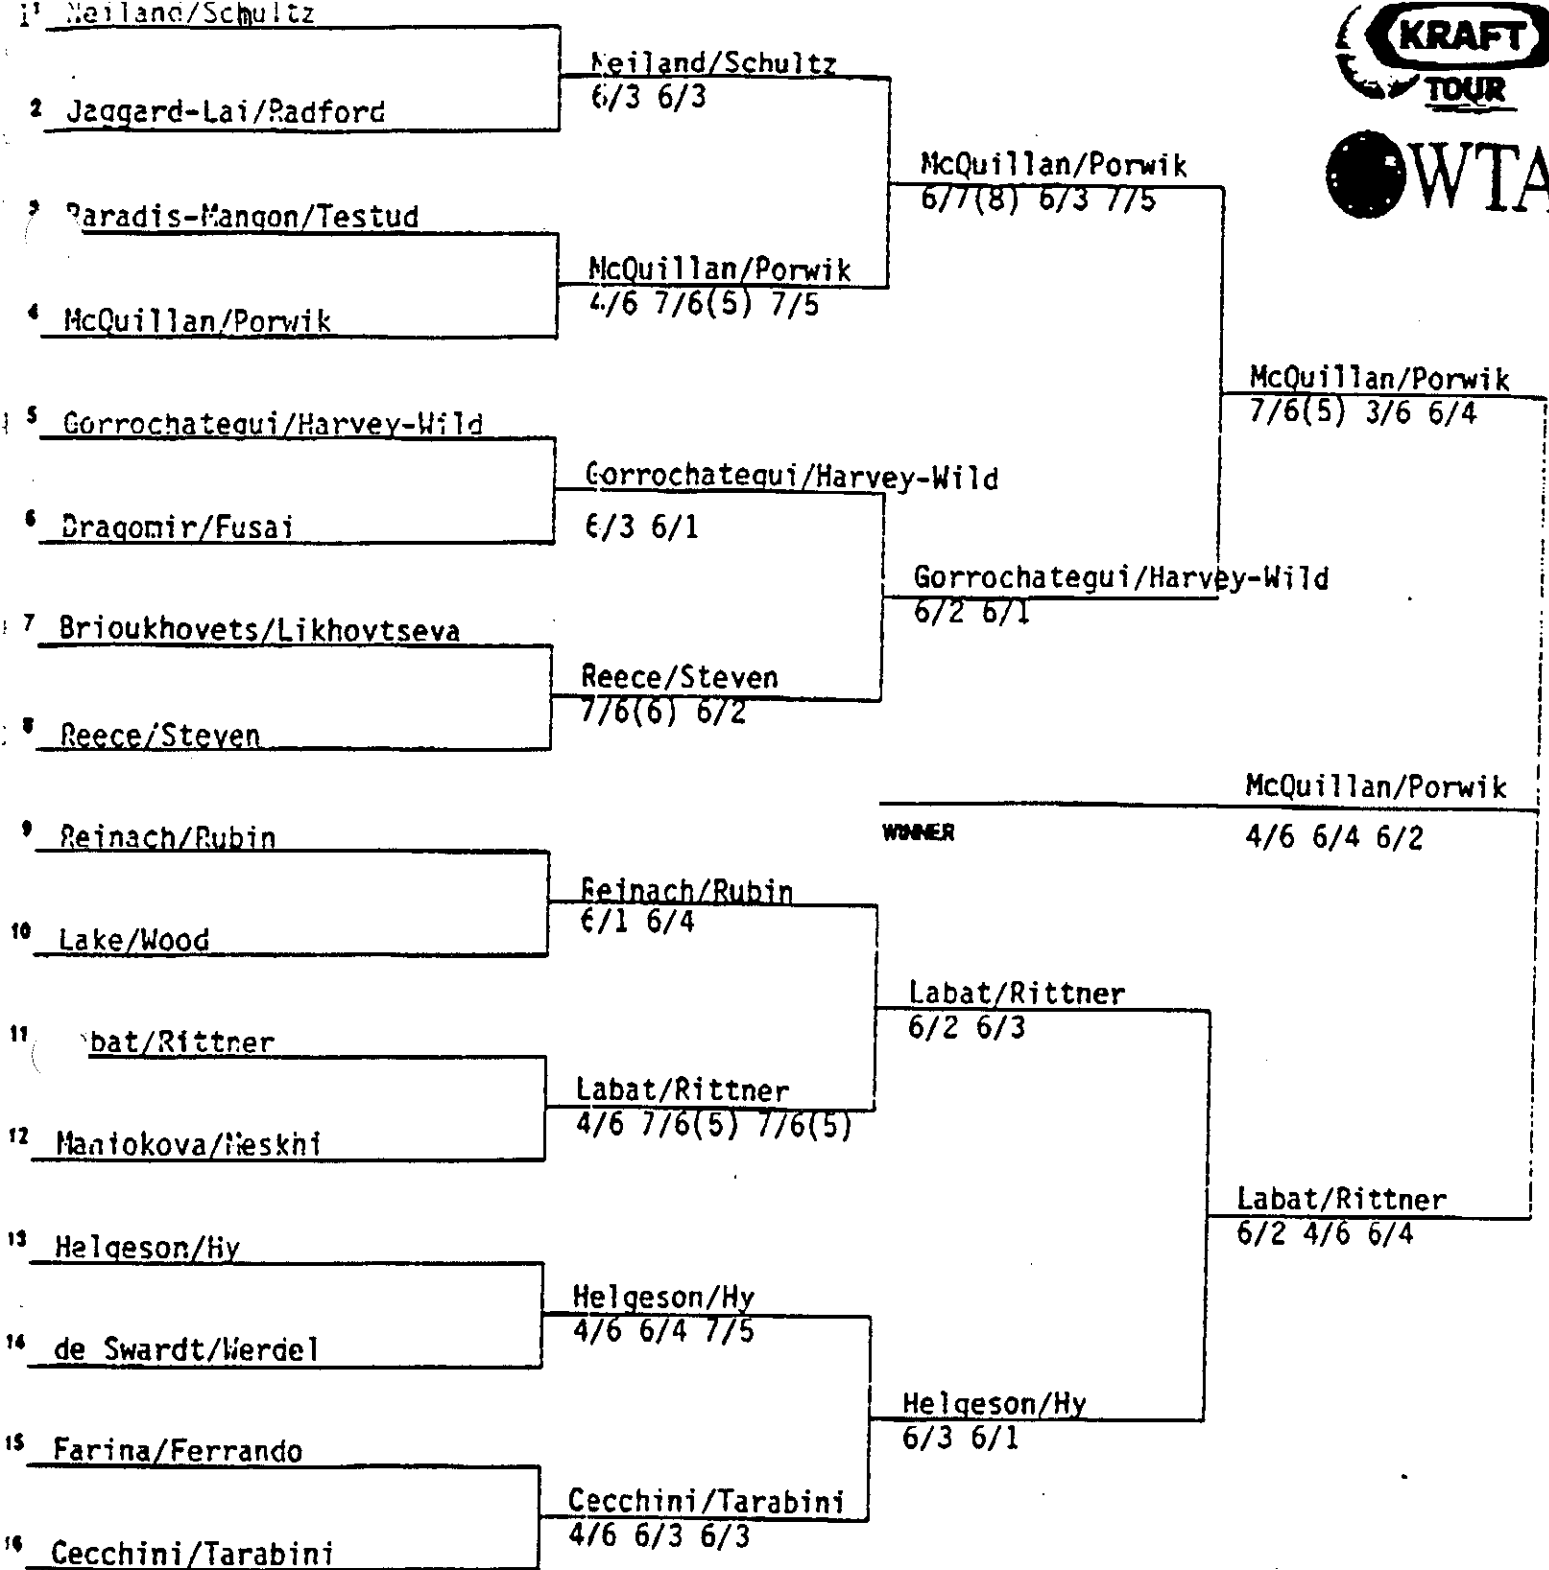 1 Neiland/Schultz
2 Jaggard-Lai/Radford
3 Paradis-Mangon/Testud
4 McQuillan/Porwik
5 Gorrochategui/Harvey-Wild
6 Dragomir/Fusai
7 Brioukhovets/Likhovtseva
8 Reece/Steven
9 Reinach/Rubin
10 Lake/Wood
11 bat/Rittner
12 Maniokova/Meskhi
13 Helgeson/Hy
14 de Swardt/Werdel
15 Farina/Ferrando
16 Cecchini/Tarabini
Neiland/Schultz
6/3 6/3
McQuillan/Porwik
4/6 7/6(5) 7/5
Gorrochategui/Harvey-Wild
6/3 6/1
Reece/Steven
7/6(6) 6/2
Reinach/Rubin
6/1 6/4
Labat/Rittner
4/6 7/6(5) 7/6(5)
Helgeson/Hy
4/6 6/4 7/5
Cecchini/Tarabini
4/6 6/3 6/3
McQuillan/Porwik
6/7(8) 6/3 7/5
Gorrochategui/Harvey-Wild
6/2 6/1
Labat/Rittner
6/2 6/3
Helgeson/Hy
6/3 6/1
McQuillan/Porwik
7/6(5) 3/6 6/4
Labat/Rittner
6/2 4/6 6/4
McQuillan/Porwik
WINNER
4/6 6/4 6/2
KRAFT
TOUR
WTA